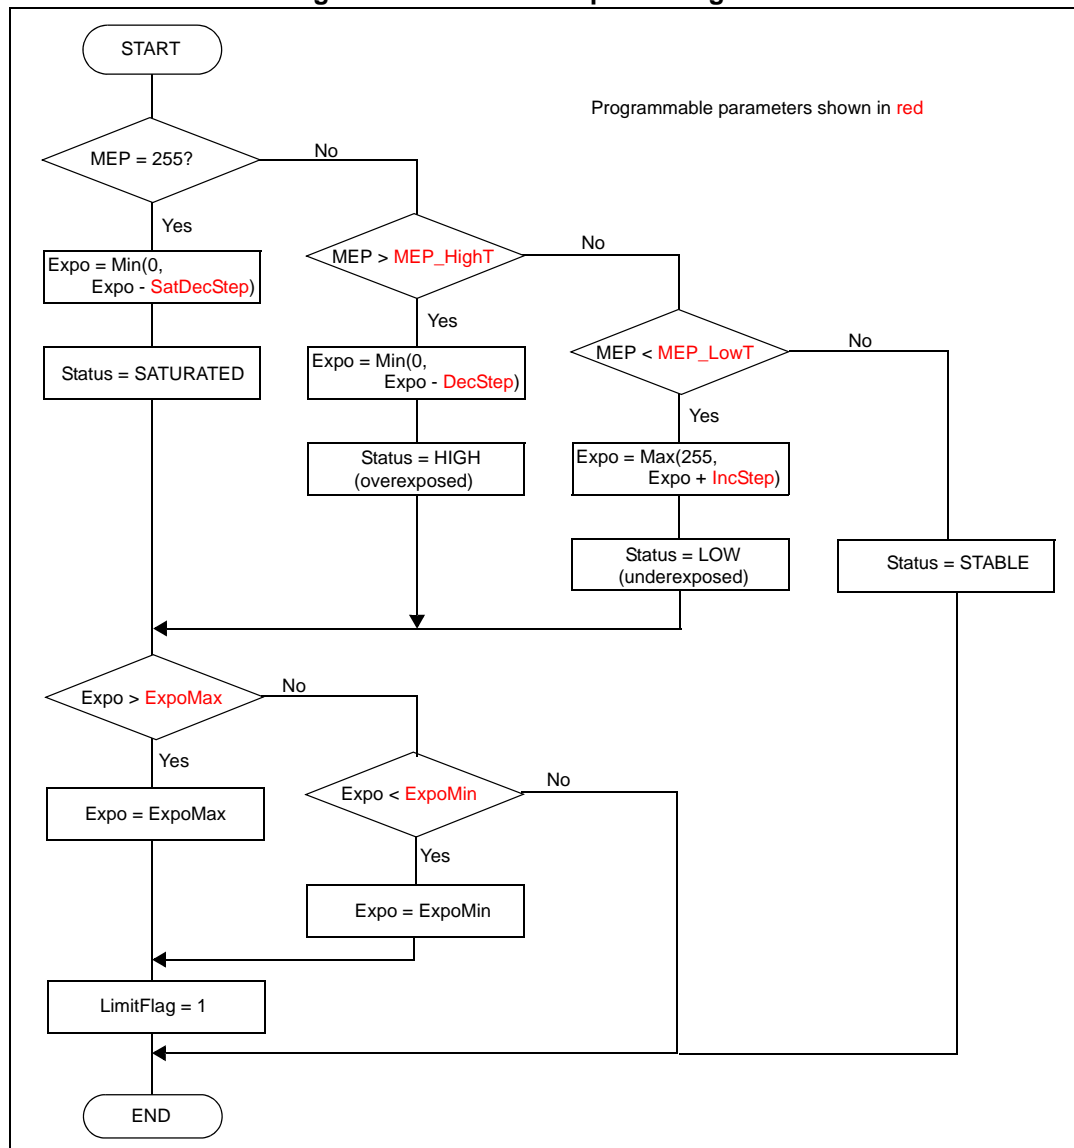 START
Programmable parameters shown in red
MEP = 255?
No
Yes
MEP > MEP_HighT
No
Expo = Min(0,
Expo - SatDecStep)
Yes
MEP < MEP_LowT
No
Status = SATURATED
Expo = Min(0,
Expo - DecStep)
Yes
Status = HIGH
(overexposed)
Expo = Max(255,
Expo + IncStep)
Status = LOW
(underexposed)
Status = STABLE
Expo > ExpoMax
No
Yes
Expo < ExpoMin
No
Expo = ExpoMax
Yes
Expo = ExpoMin
LimitFlag = 1
END